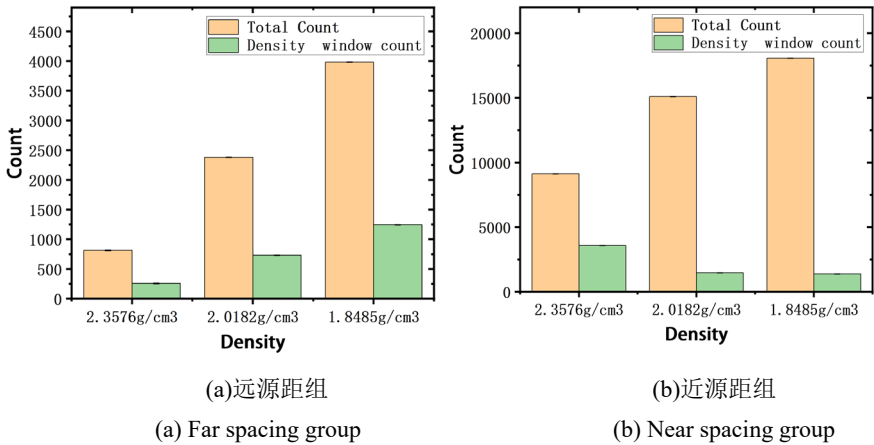 4500
4000
3500
3000
2500
2000
1500
1000
500
0
Count
Total Count
Density window count
2.3576g/cm3
2.0182g/cm3
1.8485g/cm3
Density
(a)远源距组
(a) Far spacing group
20000
15000
10000
5000
0
Count
Total Count
Density window count
2.3576g/cm3
2.0182g/cm3
1.8485g/cm3
Density
(b)近源距组
(b) Near spacing group